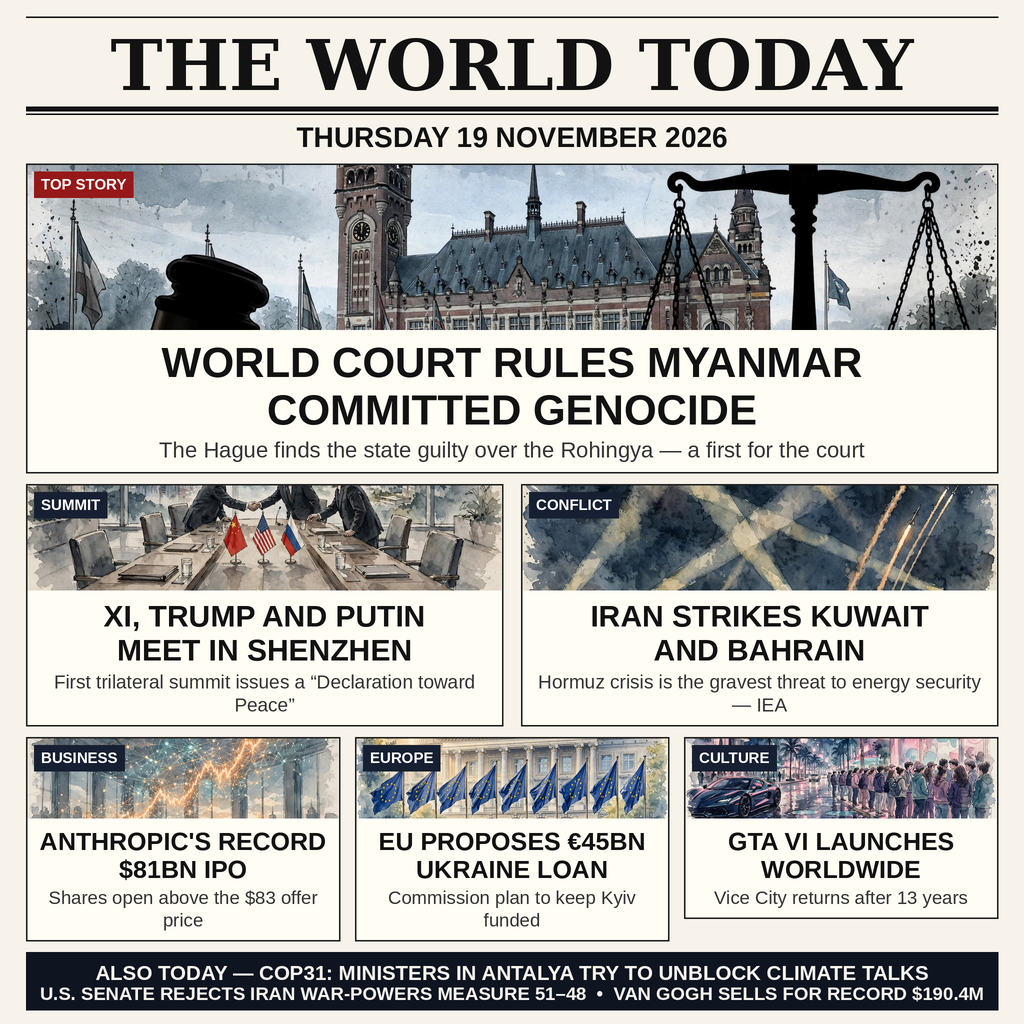 THE WORLD TODAY
THURSDAY 19 NOVEMBER 2026
TOP STORY
WORLD COURT RULES MYANMAR
COMMITTED GENOCIDE
The Hague finds the state guilty over the Rohingya — a first for the court
SUMMIT
XI, TRUMP AND PUTIN
MEET IN SHENZHEN
First trilateral summit issues a “Declaration toward
Peace”
CONFLICT
IRAN STRIKES KUWAIT
AND BAHRAIN
Hormuz crisis is the gravest threat to energy security
— IEA
BUSINESS
ANTHROPIC'S RECORD
$81BN IPO
Shares open above the $83 offer
price
EUROPE
EU PROPOSES €45BN
UKRAINE LOAN
Commission plan to keep Kyiv
funded
CULTURE
GTA VI LAUNCHES
WORLDWIDE
Vice City returns after 13 years
ALSO TODAY — COP31: MINISTERS IN ANTALYA TRY TO UNBLOCK CLIMATE TALKS
U.S. SENATE REJECTS IRAN WAR-POWERS MEASURE 51–48 • VAN GOGH SELLS FOR RECORD $190.4M